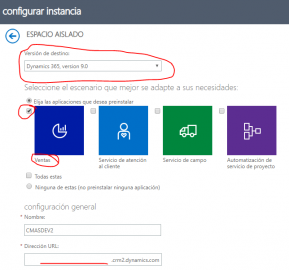 configurar instancia
ESPACIO AISLADO
Versión de destino:
Dynamics 365, version 9.0
Seleccione el escenario que mejor se adapte a sus necesidades:
Elija las aplicaciones que desea preinstalar
Ventas
Servicio de atención al cliente
Servicio de campo
Automatización de servicio de proyecto
Todas estas
Ninguna de estas (no preinstalar ninguna aplicación)
configuración general
* Nombre:
CMASDEV2
* Dirección URL:
.crm2.dynamics.com